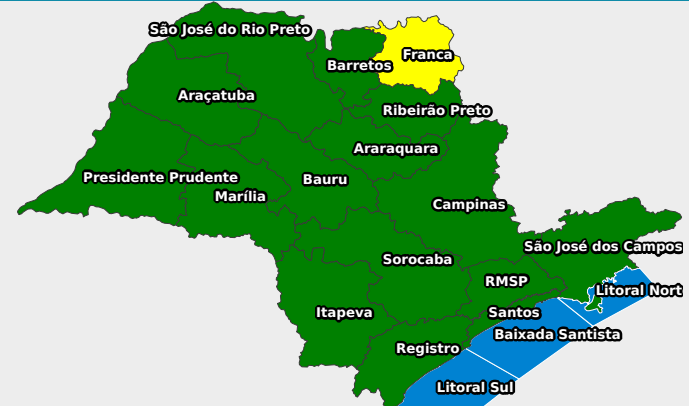 São José do Rio Preto
Franca
Barretos
Araçatuba
Ribeirão Preto
Araraquara
Presidente Prudente
Bauru
Marília
Campinas
São José dos Campos
Sorocaba
RMSP
Litoral Nort
Itapeva
Santos
Baixada Santista
Registro
Litoral Sul